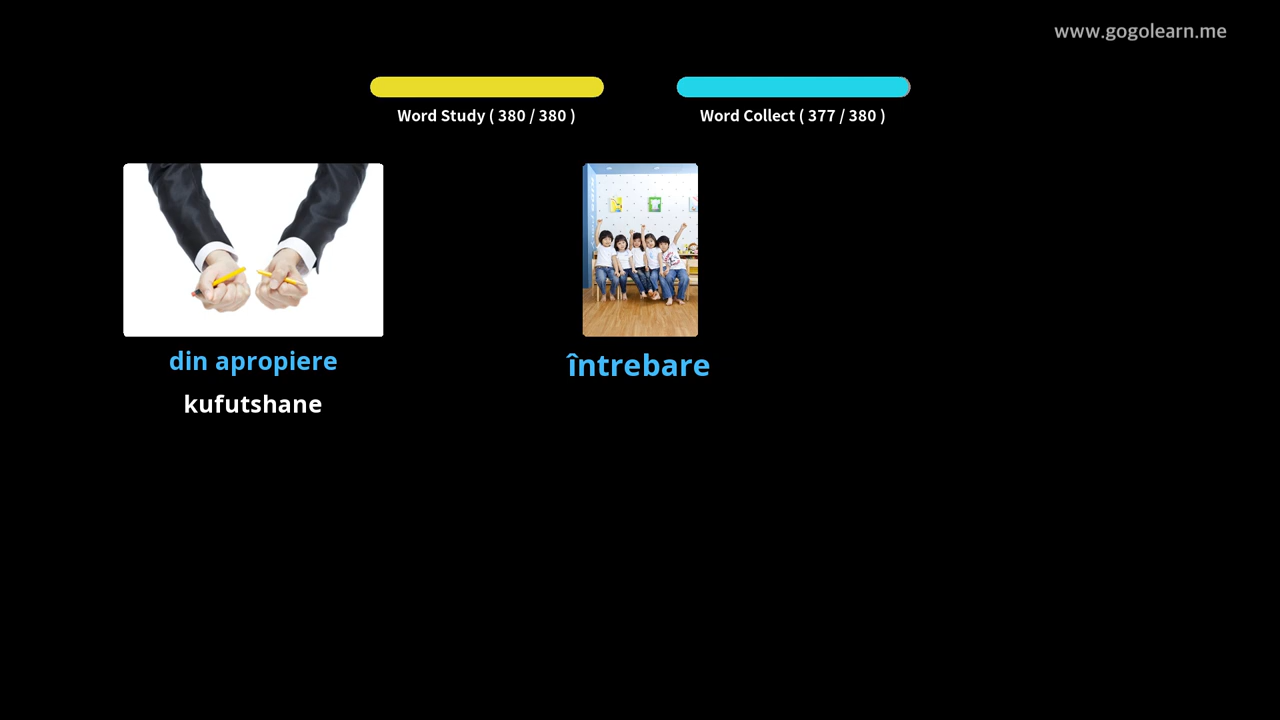 www.gogolearn.me
Word Study ( 380 / 380 )
Word Collect ( 377 / 380 )
din apropiere
kufutshane
întrebare